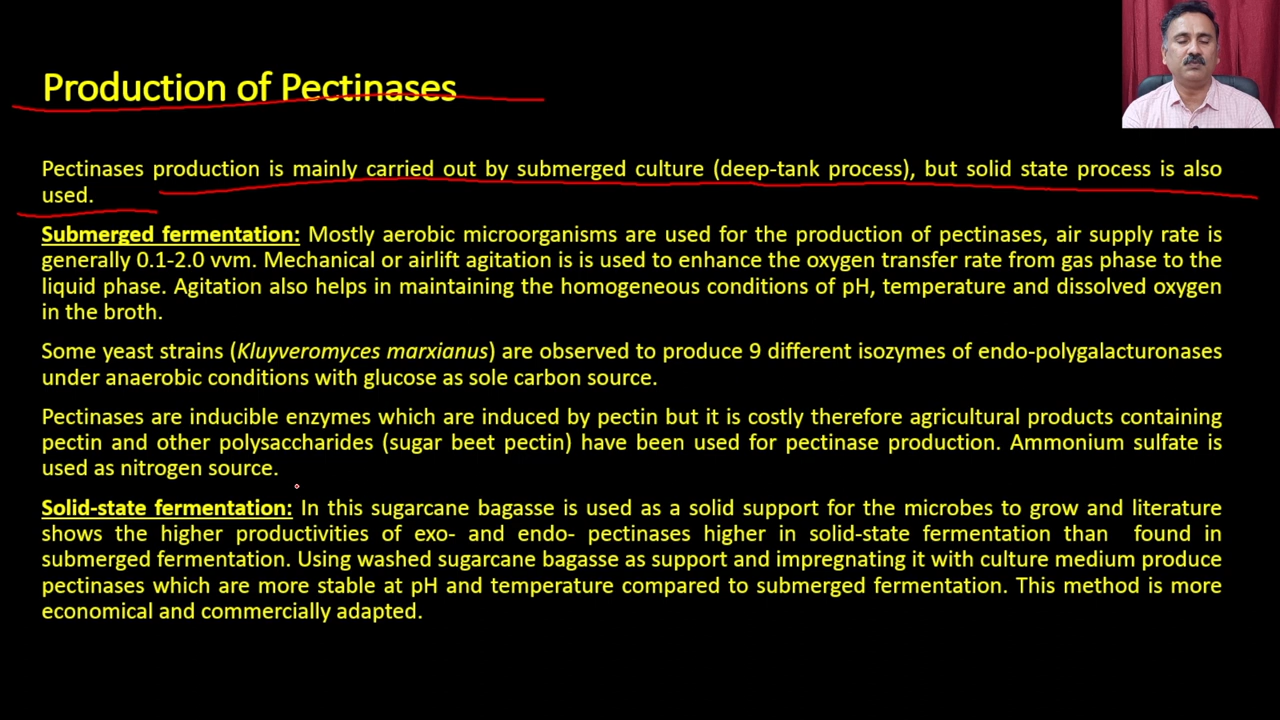 Production of Pectinases
Pectinases production is mainly carried out by submerged culture (deep-tank process), but solid state process is also
used.
Submerged fermentation: Mostly aerobic microorganisms are used for the production of pectinases, air supply rate is
generally 0.1-2.0 vvm. Mechanical or airlift agitation is is used to enhance the oxygen transfer rate from gas phase to the
liquid phase. Agitation also helps in maintaining the homogeneous conditions of pH, temperature and dissolved oxygen
in the broth.
Some yeast strains (Kluyveromyces marxianus) are observed to produce 9 different isozymes of endo-polygalacturonases
under anaerobic conditions with glucose as sole carbon source.
Pectinases are inducible enzymes which are induced by pectin but it is costly therefore agricultural products containing
pectin and other polysaccharides (sugar beet pectin) have been used for pectinase production. Ammonium sulfate is
used as nitrogen source.
Solid-state fermentation: In this sugarcane bagasse is used as a solid support for the microbes to grow and literature
shows the higher productivities of exo- and endo- pectinases higher in solid-state fermentation than found in
submerged fermentation. Using washed sugarcane bagasse as support and impregnating it with culture medium produce
pectinases which are more stable at pH and temperature compared to submerged fermentation. This method is more
economical and commercially adapted.